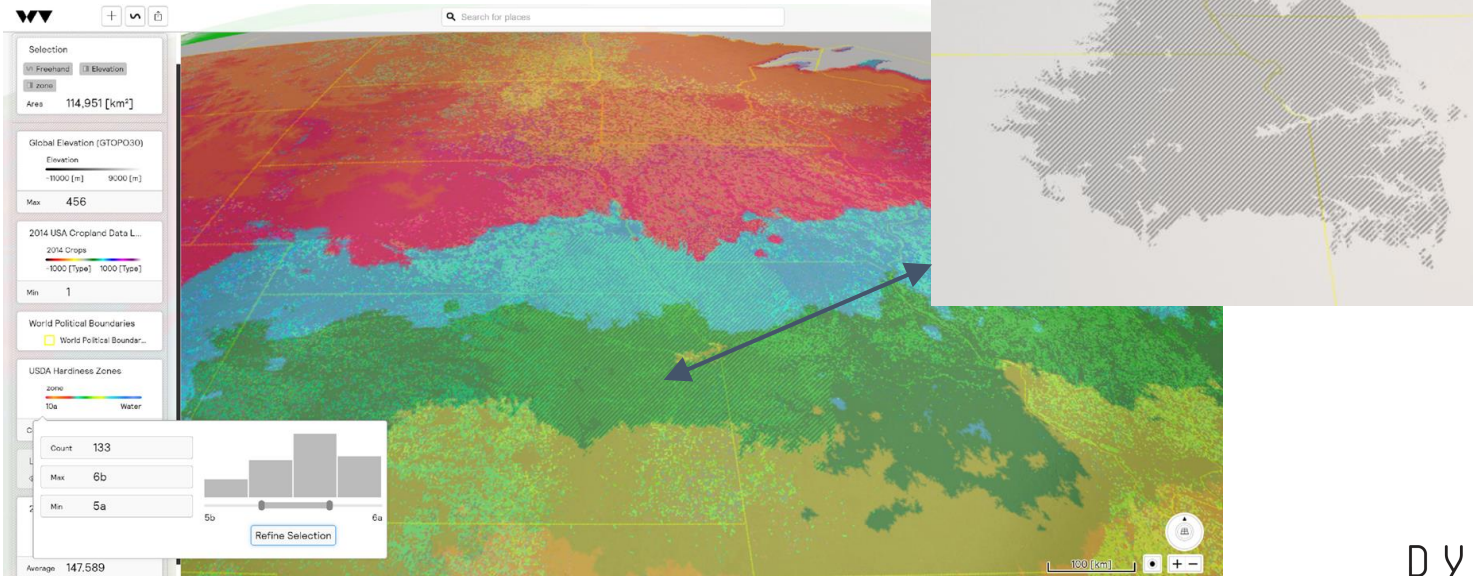 WV
Search for places
Selection
Freehand Elevation
zone
Area 114,951 [km²]
Global Elevation (GTOPO30)
Elevation
-11000 [m] 9000 [m]
Max 456
2014 USA Cropland Data L...
2014 Crops
-1000 [Type] 1000 [Type]
Min 1
World Political Boundaries
World Political Boundar...
USDA Hardiness Zones
zone
10a Water
Count 133
Max 6b
Min 5a
5b 6a
Refine Selection
Average 147.589
100 [km]
D Y